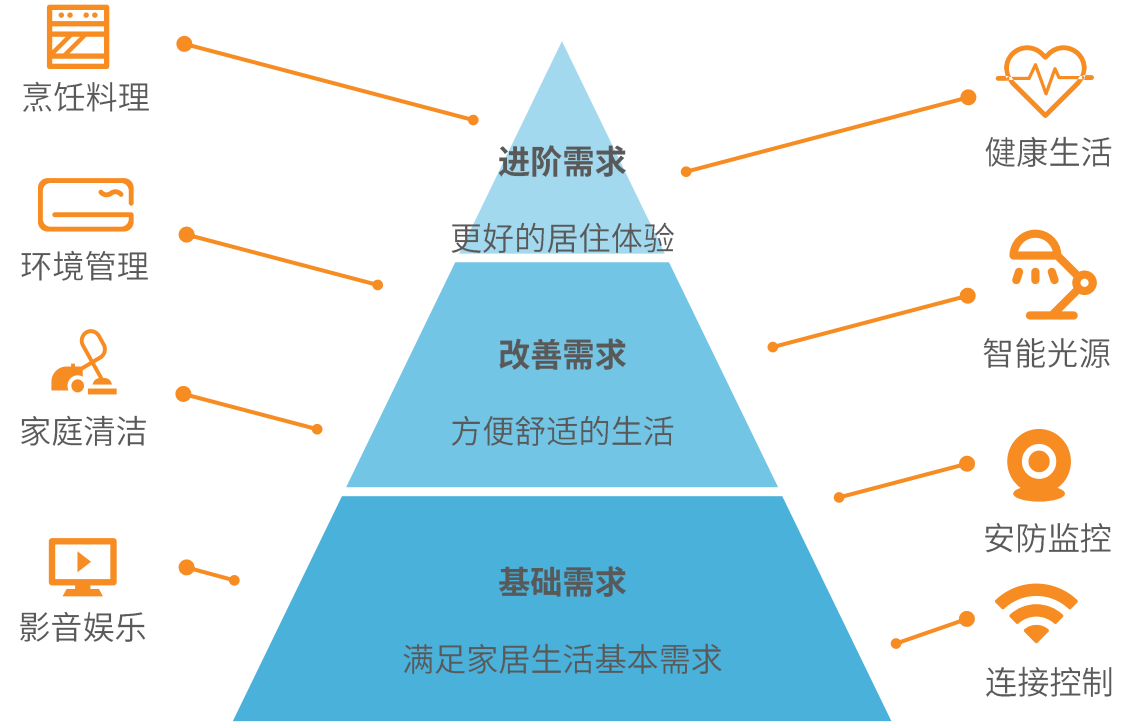 烹饪料理
环境管理
家庭清洁
影音娱乐
进阶需求
更好的居住体验
改善需求
方便舒适的生活
基础需求
满足家居生活基本需求
健康生活
智能光源
安防监控
连接控制